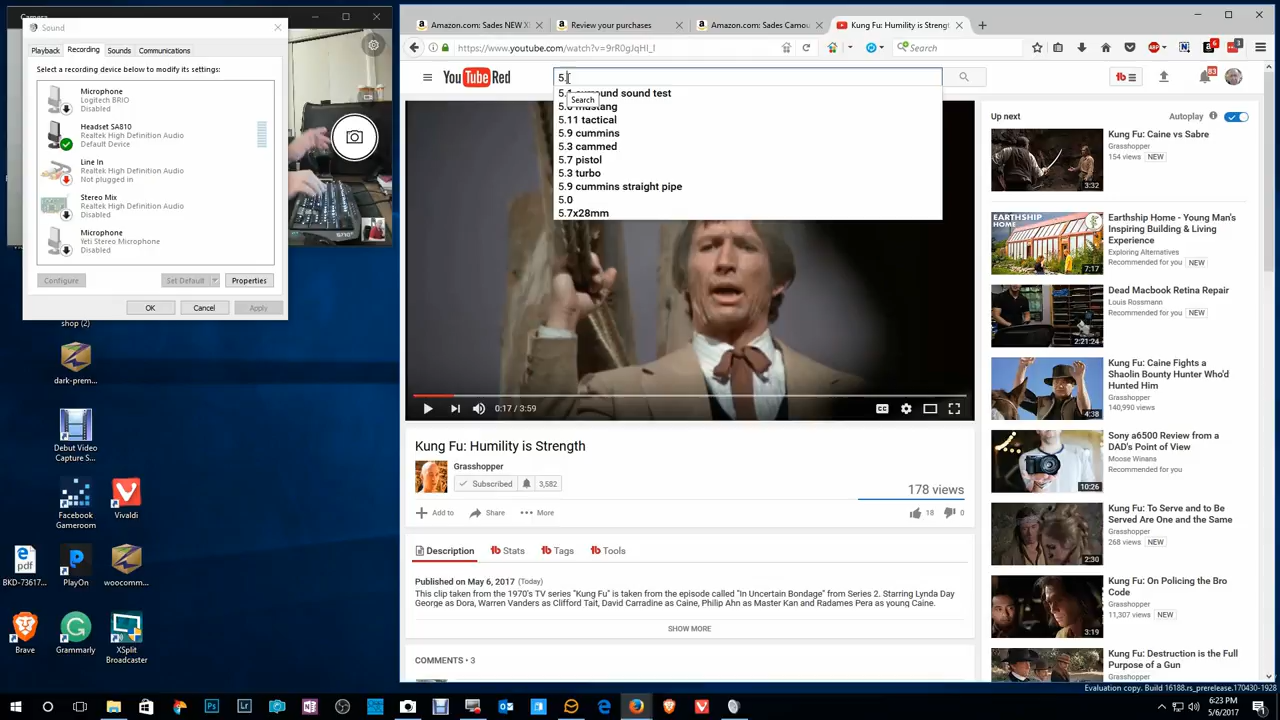 Camera
Sound
Playback
Recording
Sounds
Communications
Select a recording device below to modify its settings:
Microphone
Logitech BRIO
Disabled
Headset SA810
Realtek High Definition Audio
Default Device
Line In
Realtek High Definition Audio
Not plugged in
Stereo Mix
Realtek High Definition Audio
Disabled
Microphone
Yeti Stereo Microphone
Disabled
Configure
Set Default
Properties
OK
Cancel
Apply
shop (2)
dark-prem...
Debut Video
Capture S...
Facebook
Gameroom
Vivaldi
pdf
BKD-73617...
PlayOn
woocomm...
Brave
Grammarly
XSplit
Broadcaster
Amazon.com: Sades NEW X
Review your purchases
Amazon.com: Sades Camou
Kung Fu: Humility is Strengt
https://www.youtube.com/watch?v=9rR0gJqHI_I
Search
YouTube Red
5.
Search
surround sound test
mustang
5.11 tactical
5.9 cummins
5.3 cammed
5.7 pistol
5.3 turbo
5.9 cummins straight pipe
5.0
5.7x28mm
0:17 / 3:59
Kung Fu: Humility is Strength
Grasshopper
Subscribed
3,582
178 views
Add to
Share
More
18
0
Description
Stats
Tags
Tools
Published on May 6, 2017 (Today)
This clip taken from the 1970's TV series "Kung Fu" is taken from the episode called "In Uncertain Bondage" from Series 2. Starring Lynda Day
George as Dora, Warren Vanders as Clifford Tait, David Carradine as Caine, Philip Ahn as Master Kan and Radames Pera as young Caine.
SHOW MORE
COMMENTS • 3
83
Up next
Autoplay
Kung Fu: Caine vs Sabre
Grasshopper
154 views NEW
3:32
EARTHSHIP
HOME
Earthship Home - Young Man's
Inspiring Building & Living
Experience
Exploring Alternatives
Recommended for you NEW
7:17
Dead Macbook Retina Repair
Louis Rossmann
Recommended for you NEW
2:21:24
Kung Fu: Caine Fights a
Shaolin Bounty Hunter Who'd
Hunted Him
Grasshopper
140,990 views
4:38
Sony a6500 Review from a
DAD's Point of View
Moose Winans
Recommended for you
10:26
Kung Fu: To Serve and to Be
Served Are One and the Same
Grasshopper
268 views NEW
2:30
Kung Fu: On Policing the Bro
Code
Grasshopper
11,307 views NEW
3:19
Kung Fu: Destruction is the Full
Purpose of a Gun
Grasshopper
Evaluation copy. Build 16188.rs_prerelease.170430-1928
6:23 PM
5/6/2017